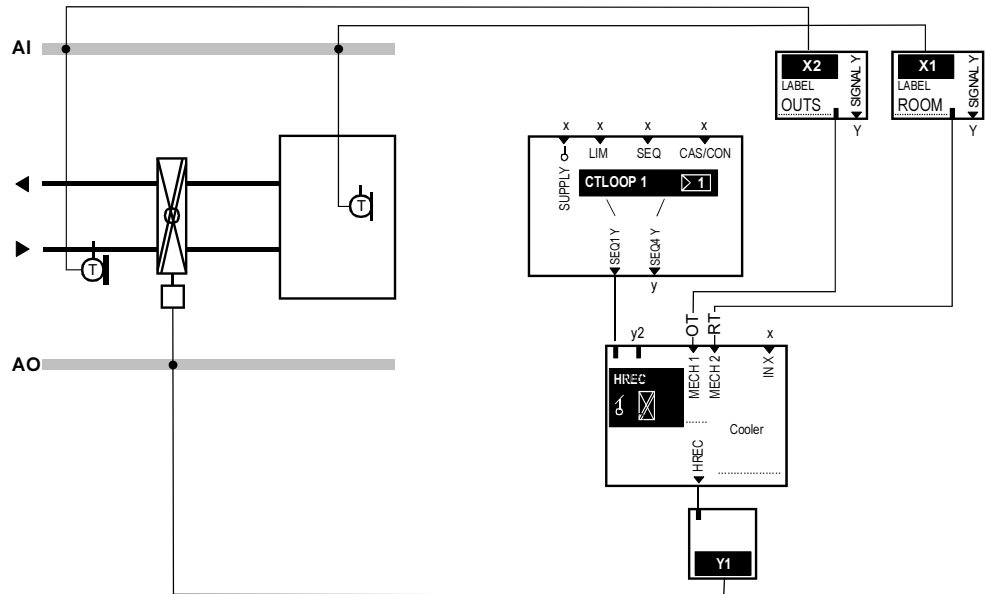 AI
X2
LABEL
OUTS
SIGNAL Y
Y
X1
LABEL
ROOM
SIGNAL Y
Y
T
T
x x x x
SUPPLY
LIM SEQ CAS/CON
CTLOOP 1 1
SEQ1 Y
SEQ4 Y
y
AO
y2
OT
RT
x
HREC
MECH 1
MECH 2
IN X
Cooler
HREC
Y1